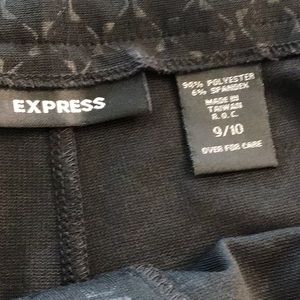 EXPRESS
94% POLYESTER
6% SPANDEX
MADE IN
TAIWAN
R.O.C.
9/10
OVER FOR CARE